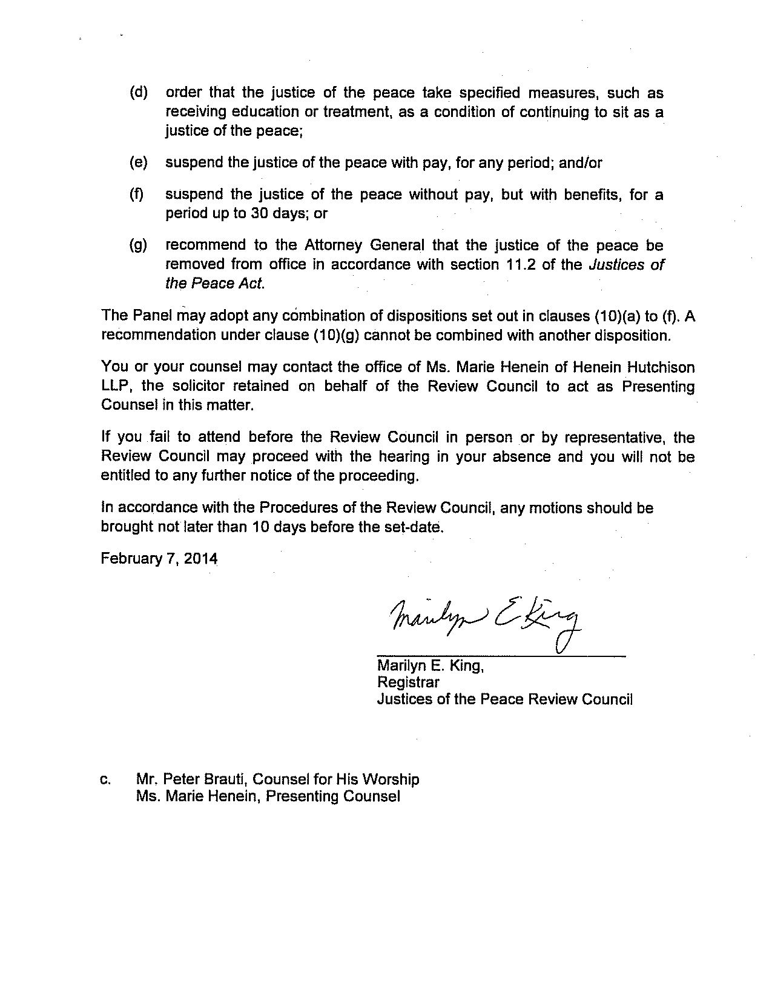 (d) order that the justice of the peace take specified measures, such as
receiving education or treatment, as a condition of continuing to sit as a
justice of the peace;
(e) suspend the justice of the peace with pay, for any period; and/or
(f) suspend the justice of the peace without pay, but with benefits, for a
period up to 30 days; or
(g) recommend to the Attorney General that the justice of the peace be
removed from office in accordance with section 11.2 of the Justices of
the Peace Act.
The Panel may adopt any combination of dispositions set out in clauses (10)(a) to (f). A
recommendation under clause (10)(g) cannot be combined with another disposition.
You or your counsel may contact the office of Ms. Marie Henein of Henein Hutchison
LLP, the solicitor retained on behalf of the Review Council to act as Presenting
Counsel in this matter.
If you fail to attend before the Review Council in person or by representative, the
Review Council may proceed with the hearing in your absence and you will not be
entitled to any further notice of the proceeding.
In accordance with the Procedures of the Review Council, any motions should be
brought not later than 10 days before the set-date.
February 7, 2014
Marilyn E King
Marilyn E. King,
Registrar
Justices of the Peace Review Council
c. Mr. Peter Brauti, Counsel for His Worship
Ms. Marie Henein, Presenting Counsel